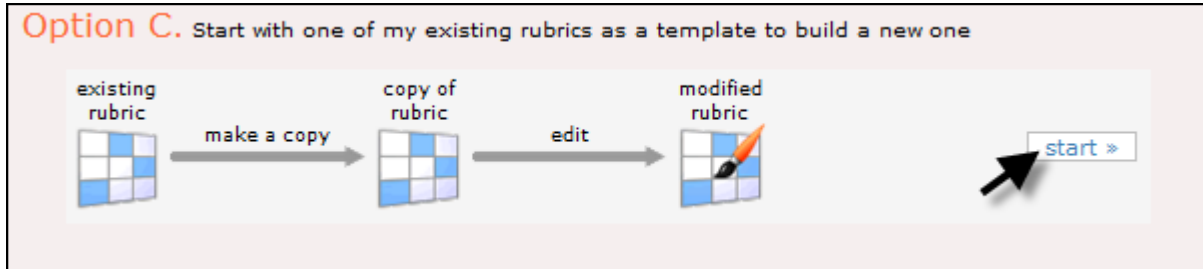 Option C. Start with one of my existing rubrics as a template to build a new one
existing
rubric
make a copy
copy of
rubric
edit
modified
rubric
start »